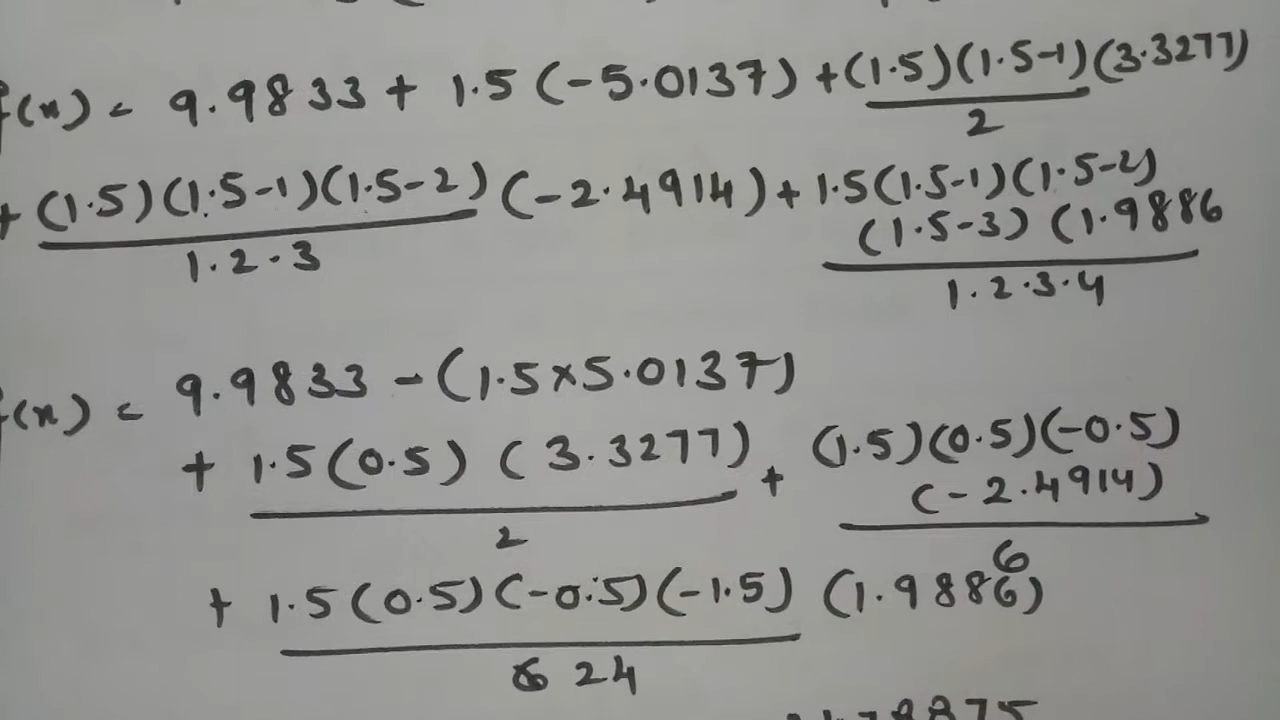 f(x) = 9.9833 + 1.5 (-5.0137) + (1.5)(1.5-1)(3.3277)
2
+ (1.5)(1.5-1)(1.5-2) (-2.4914) + 1.5(1.5-1)(1.5-2)
(1.5-3) (1.9886
1.2.3
1.2.3.4
f(x) = 9.9833 - (1.5×5.0137)
+ 1.5(0.5) (3.3277) + (1.5)(0.5)(-0.5)
(-2.4914)
2
6
+ 1.5(0.5)(-0.5)(-1.5) (1.9886)
24